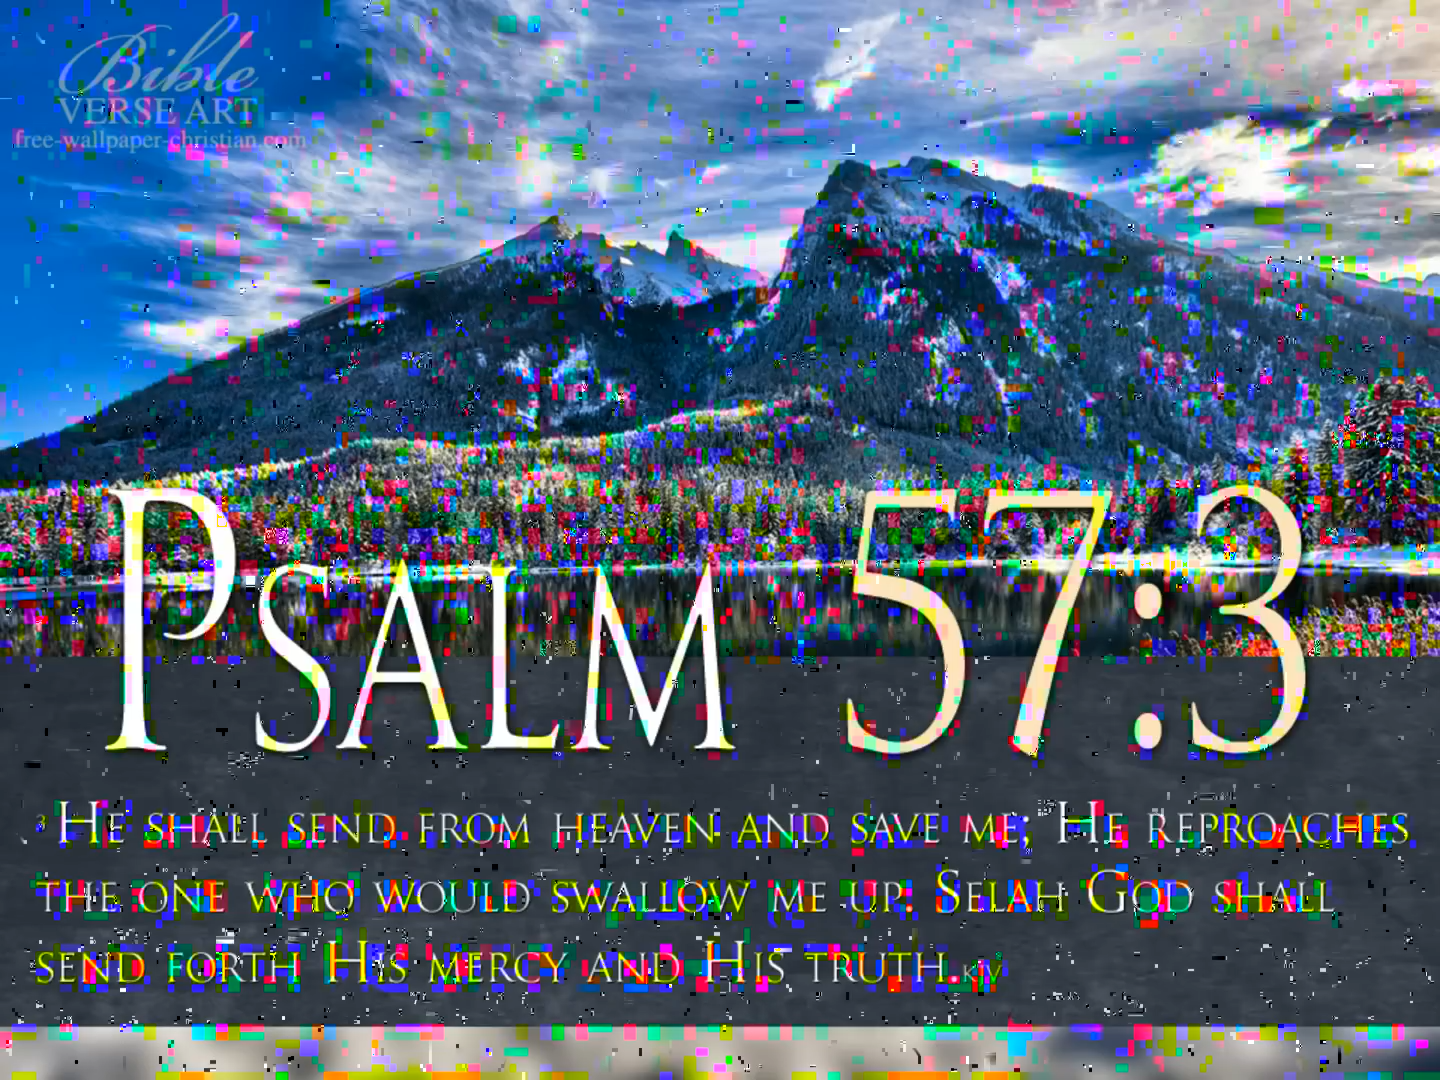 Bible
VERSE ART
free-wallpaper-christian.com
PSALM 57:3
3 HE SHALL SEND FROM HEAVEN AND SAVE ME; HE REPROACHES
THE ONE WHO WOULD SWALLOW ME UP. SELAH GOD SHALL
SEND FORTH HIS MERCY AND HIS TRUTH. KJV